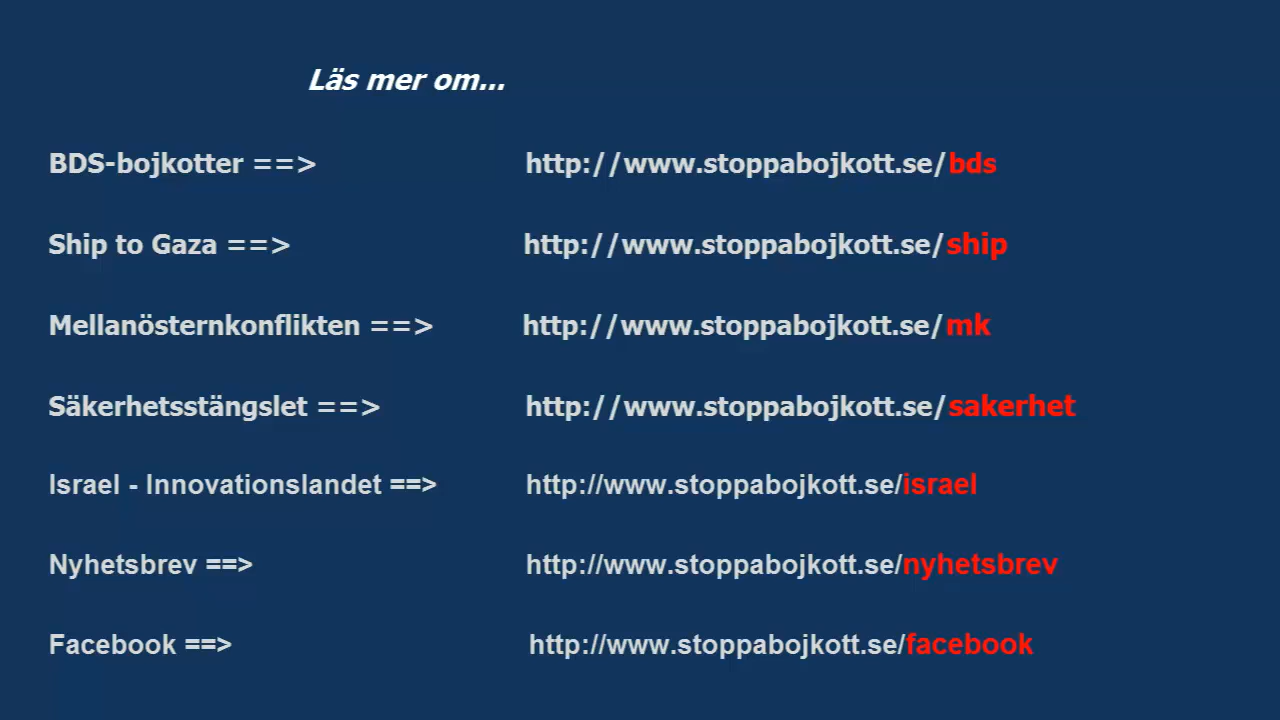 Läs mer om...
BDS-bojkotter ==> http://www.stoppabojkott.se/bds
Ship to Gaza ==> http://www.stoppabojkott.se/ship
Mellanösternkonflikten ==> http://www.stoppabojkott.se/mk
Säkerhetsstängslet ==> http://www.stoppabojkott.se/sakerhet
Israel - Innovationslandet ==> http://www.stoppabojkott.se/israel
Nyhetsbrev ==> http://www.stoppabojkott.se/nyhetsbrev
Facebook ==> http://www.stoppabojkott.se/facebook